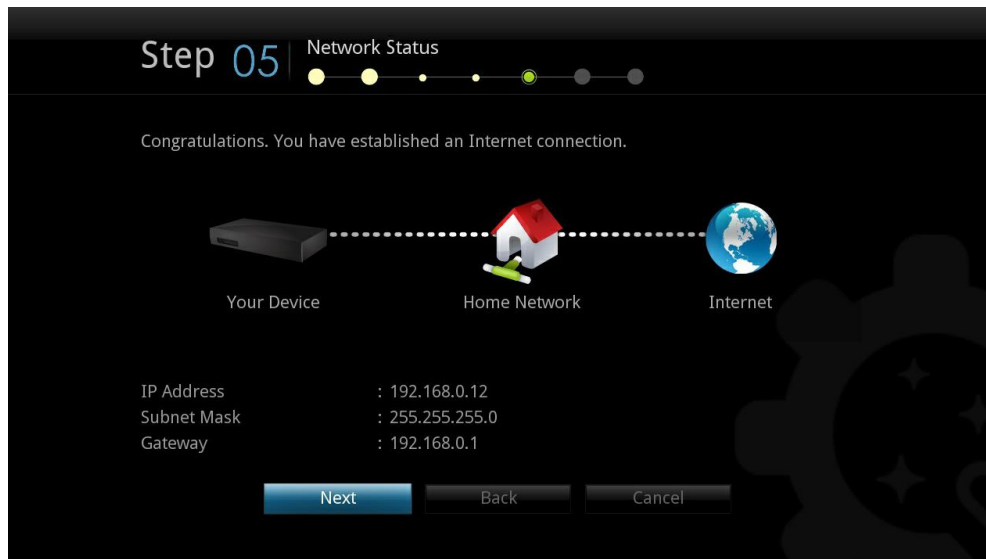 Step 05
Network Status
Congratulations. You have established an Internet connection.
Your Device Home Network Internet
IP Address : 192.168.0.12
Subnet Mask : 255.255.255.0
Gateway : 192.168.0.1
Next Back Cancel